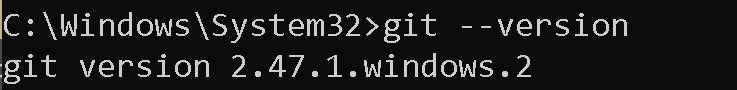 C:\Windows\System32>git --version
git version 2.47.1.windows.2